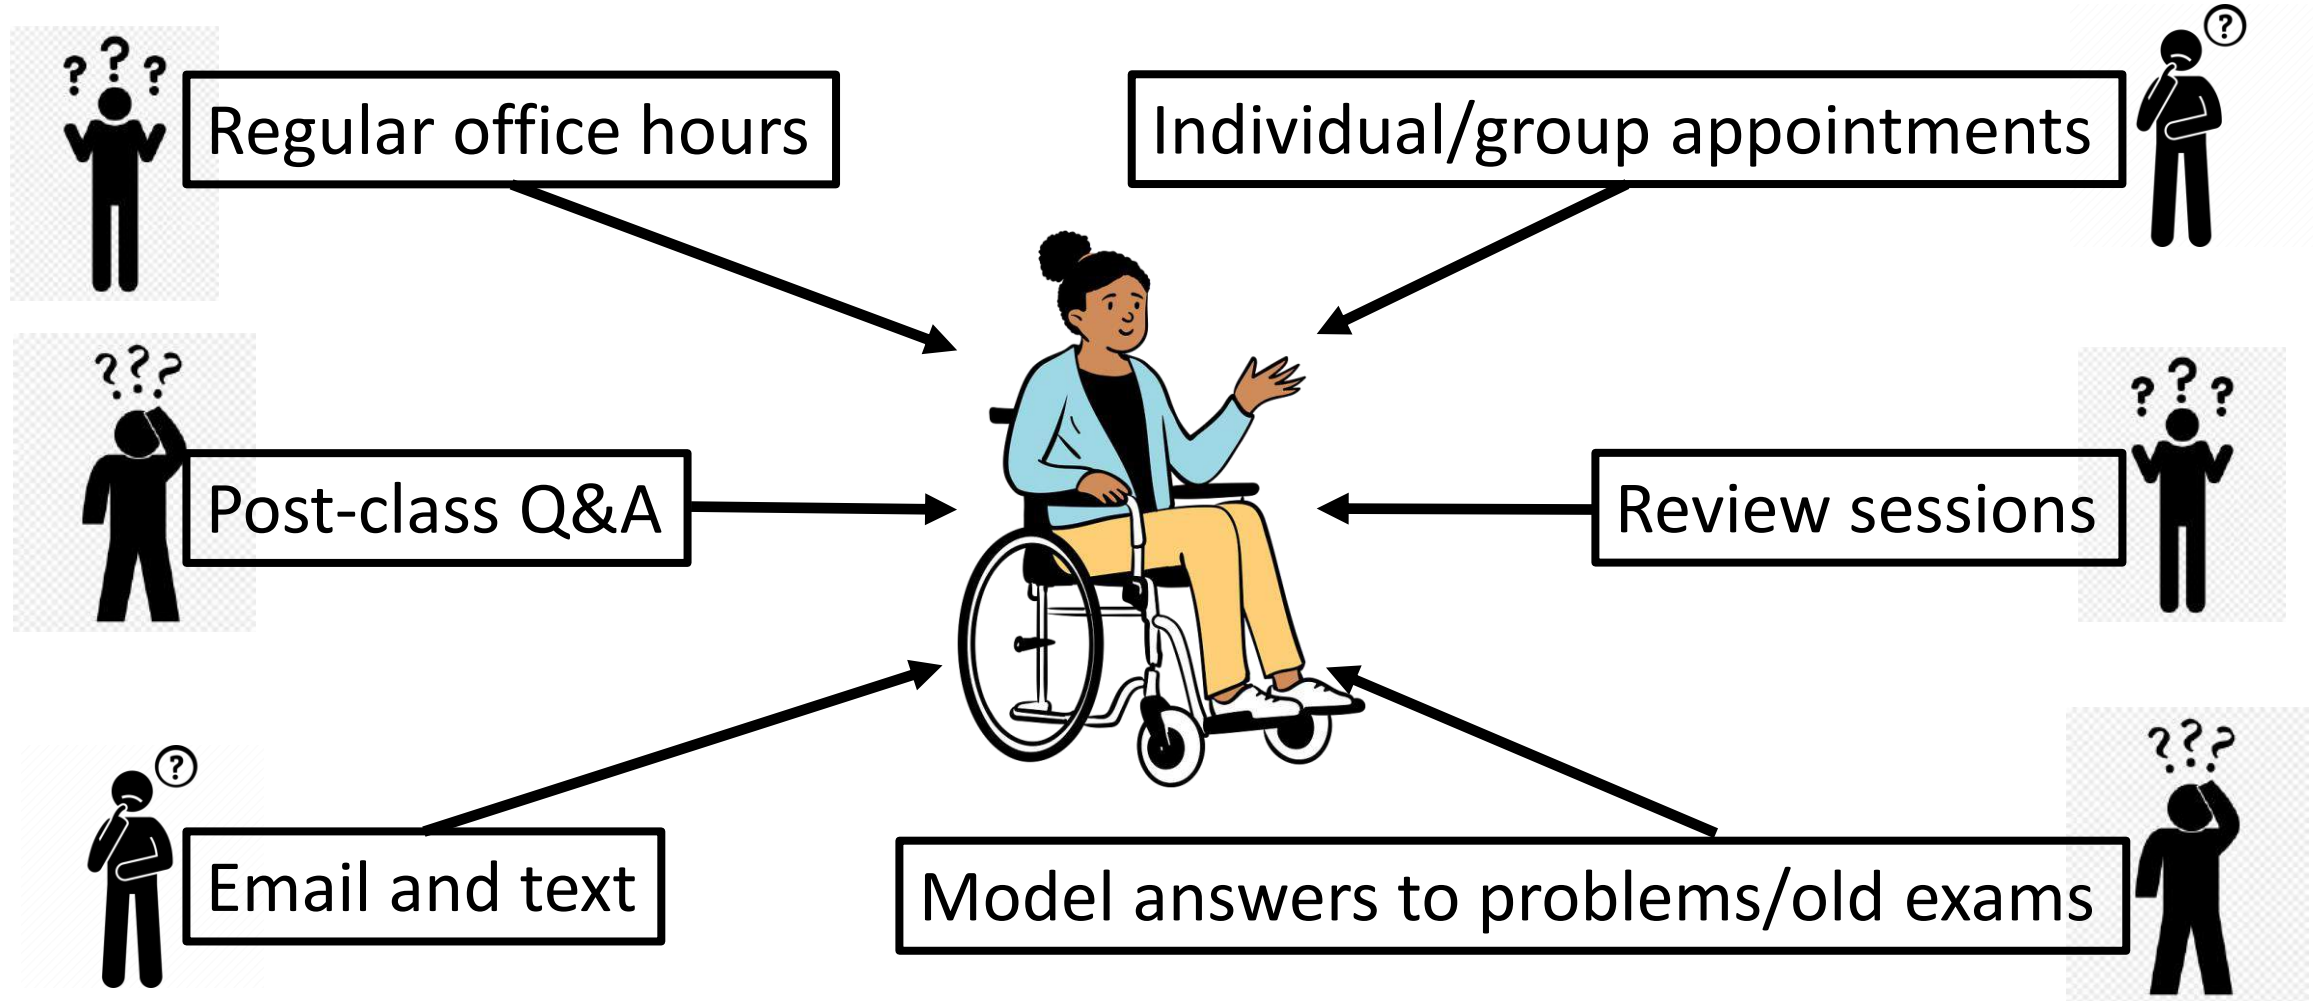 Regular office hours
Individual/group appointments
Post-class Q&A
Review sessions
Email and text
Model answers to problems/old exams